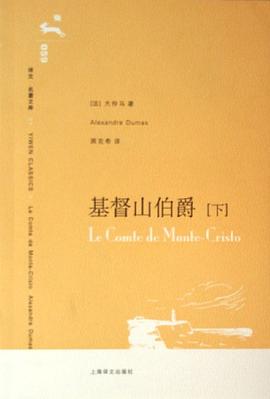 059
译文 名著文库
YIWEN CLASSICS
Le Comte de Monte-Cristo Alexandre Dumas
[法] 大仲马 著
Alexandre Dumas
周克希 译
基督山伯爵 [下]
Le Comte de Monte-Cristo
上海译文出版社